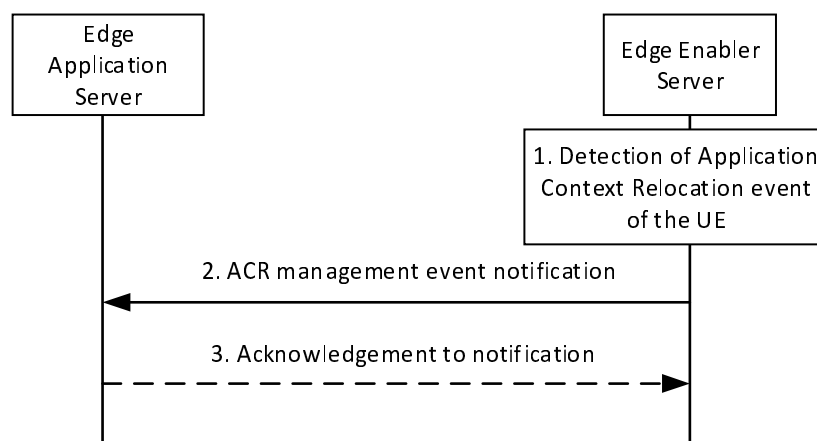 Edge
Application
Server
Edge Enabler
Server
1. Detection of Application
Context Relocation event
of the UE
2. ACR management event notification
3. Acknowledgement to notification